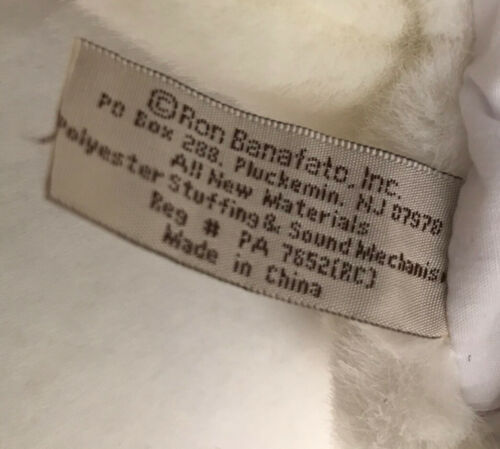 ©Ron Banafato, Inc.
PO Box 288, Pluckemin, NJ 07978
All New Materials
Polyester Stuffing & Sound Mechanis
Reg # PA 7652(RC)
Made in China